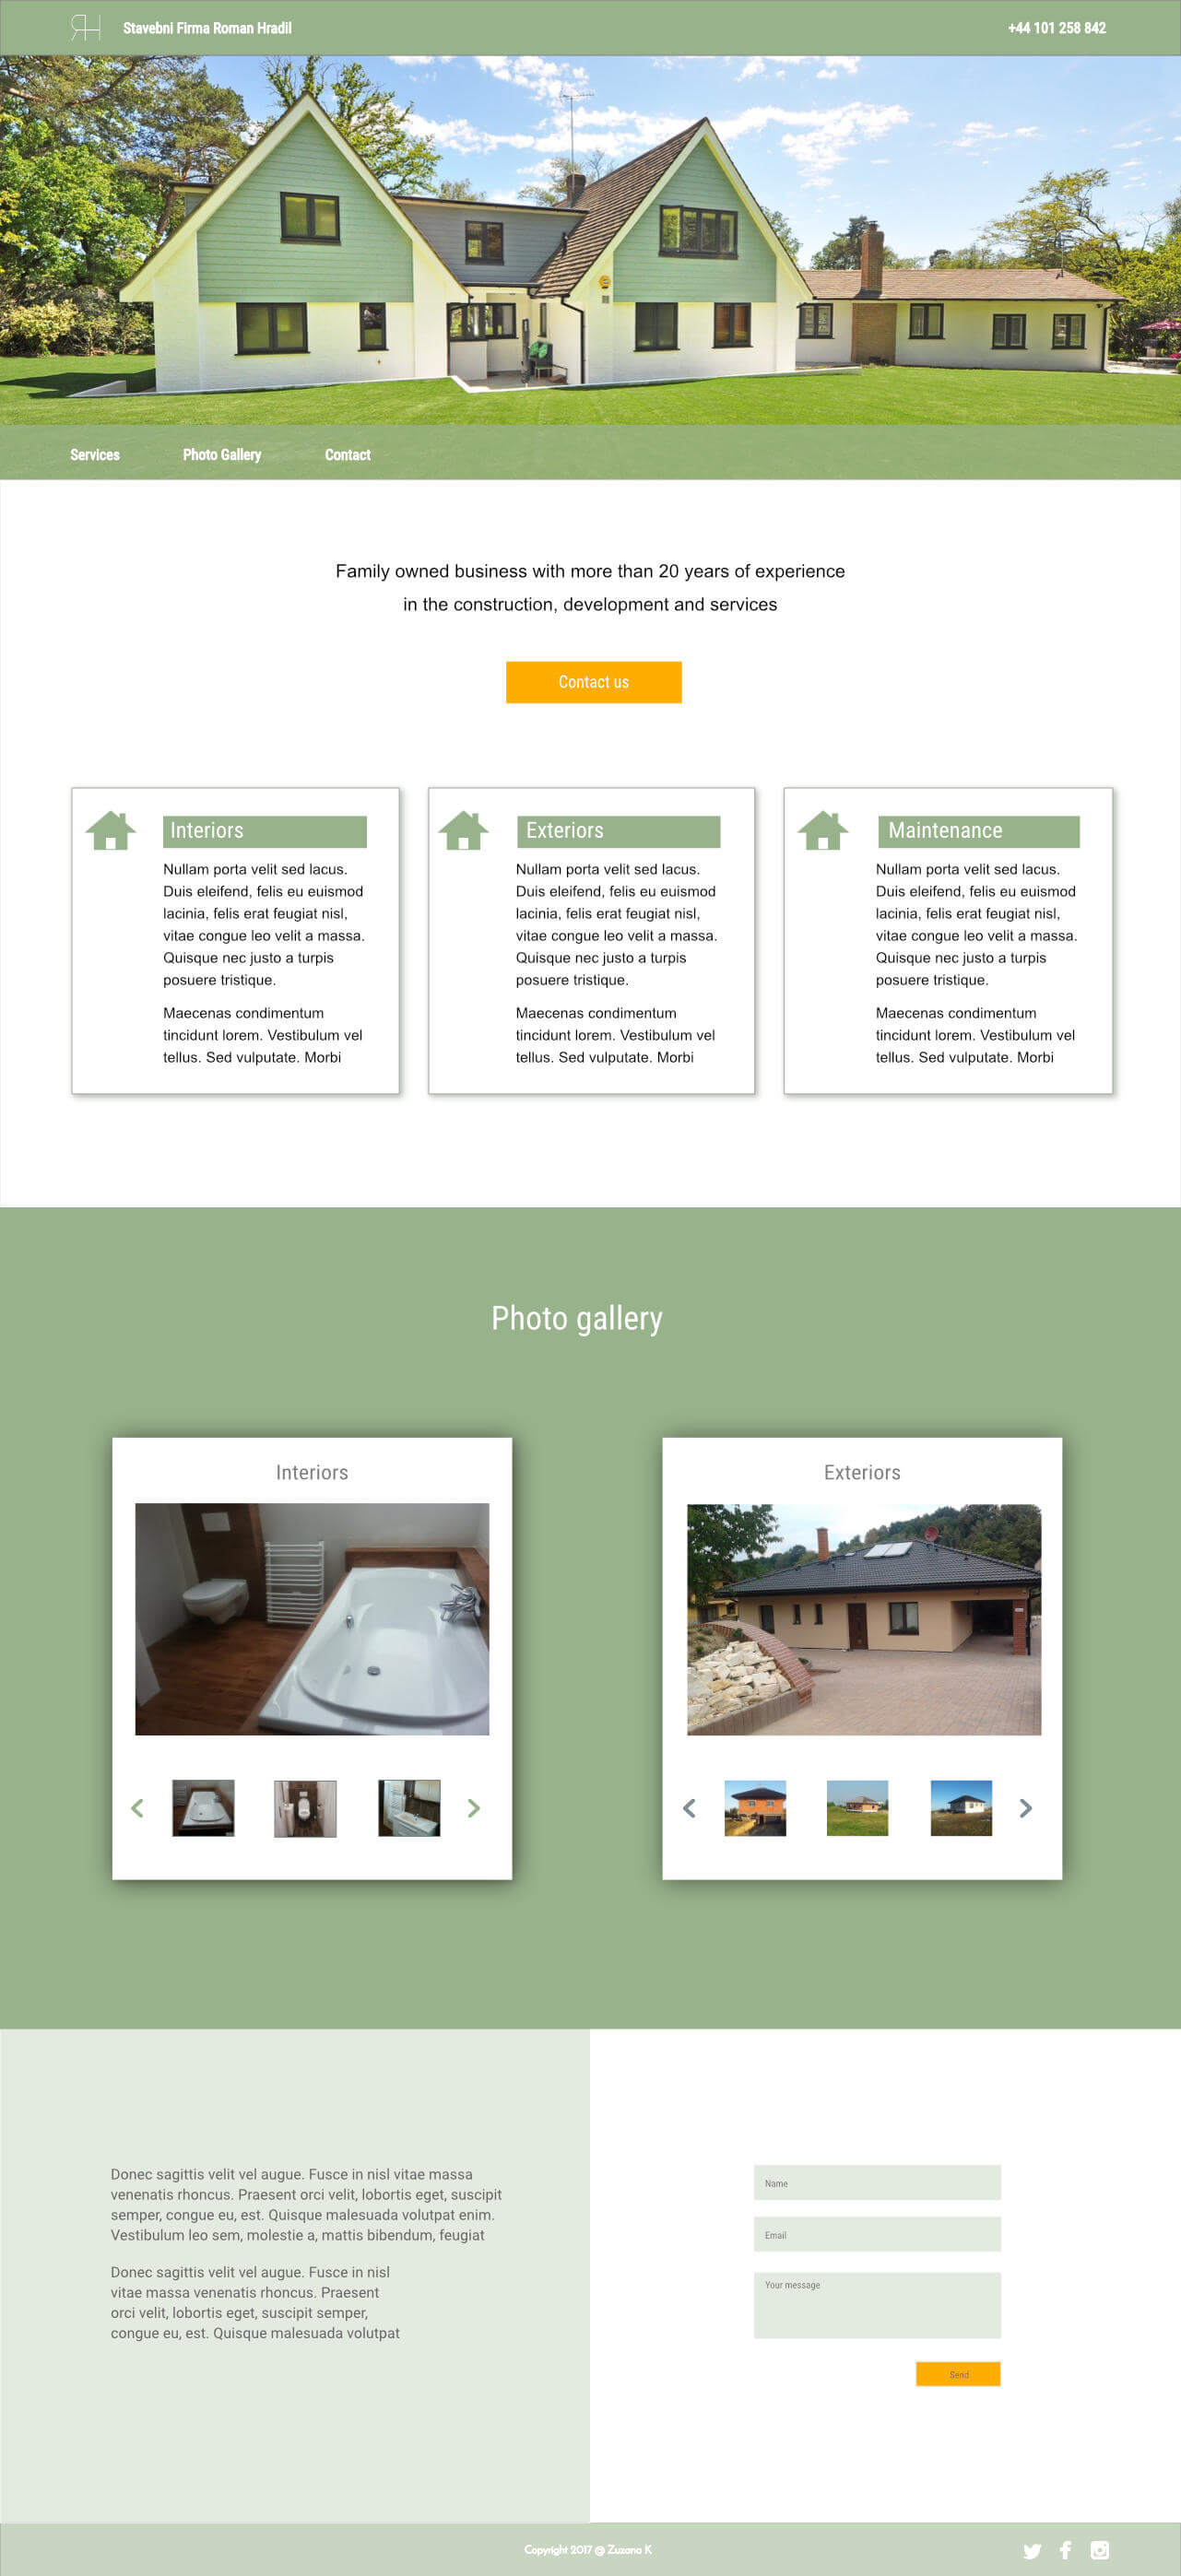 RH
Stavebni Firma Roman Hradil
+44 101 258 842
Services
Photo Gallery
Contact
Family owned business with more than 20 years of experience
in the construction, development and services
Contact us
Interiors
Nullam porta velit sed lacus.
Duis eleifend, felis eu euismod
lacinia, felis erat feugiat nisl,
vitae congue leo velit a massa.
Quisque nec justo a turpis
posuere tristique.
Maecenas condimentum
tincidunt lorem. Vestibulum vel
tellus. Sed vulputate. Morbi
Exteriors
Nullam porta velit sed lacus.
Duis eleifend, felis eu euismod
lacinia, felis erat feugiat nisl,
vitae congue leo velit a massa.
Quisque nec justo a turpis
posuere tristique.
Maecenas condimentum
tincidunt lorem. Vestibulum vel
tellus. Sed vulputate. Morbi
Maintenance
Nullam porta velit sed lacus.
Duis eleifend, felis eu euismod
lacinia, felis erat feugiat nisl,
vitae congue leo velit a massa.
Quisque nec justo a turpis
posuere tristique.
Maecenas condimentum
tincidunt lorem. Vestibulum vel
tellus. Sed vulputate. Morbi
Photo gallery
Interiors
Exteriors
Donec sagittis velit vel augue. Fusce in nisl vitae massa
venenatis rhoncus. Praesent orci velit, lobortis eget, suscipit
semper, congue eu, est. Quisque malesuada volutpat enim.
Vestibulum leo sem, molestie a, mattis bibendum, feugiat
Donec sagittis velit vel augue. Fusce in nisl
vitae massa venenatis rhoncus. Praesent
orci velit, lobortis eget, suscipit semper,
congue eu, est. Quisque malesuada volutpat
Name
Email
Your message
Send
Copyright 2017 @ Zuzana K